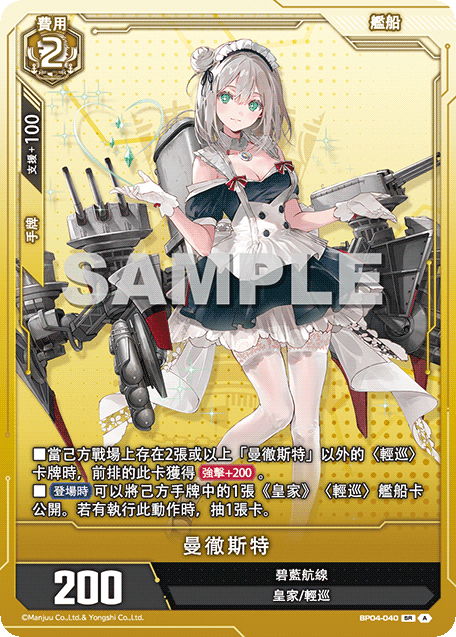 費用
艦船
2
支援+100
手牌
SAMPLE
■當己方戰場上存在2張或以上「曼徹斯特」以外的〈輕巡〉
卡牌時，前排的此卡獲得 強擊+200 。
■ 登場時 可以將己方手牌中的1張《皇家》〈輕巡〉艦船卡
公開。若有執行此動作時，抽1張卡。
曼徹斯特
200
碧藍航線
皇家/輕巡
©Manjuu Co.,Ltd.& Yongshi Co.,Ltd.
BP04-040 SR A